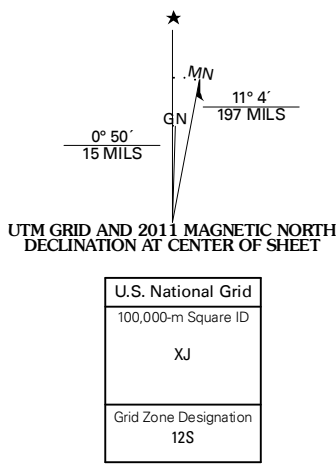 ★
MN
GN
11° 4´
197 MILS
0° 50´
15 MILS
UTM GRID AND 2011 MAGNETIC NORTH
DECLINATION AT CENTER OF SHEET
U.S. National Grid
100,000-m Square ID
XJ
Grid Zone Designation
12S